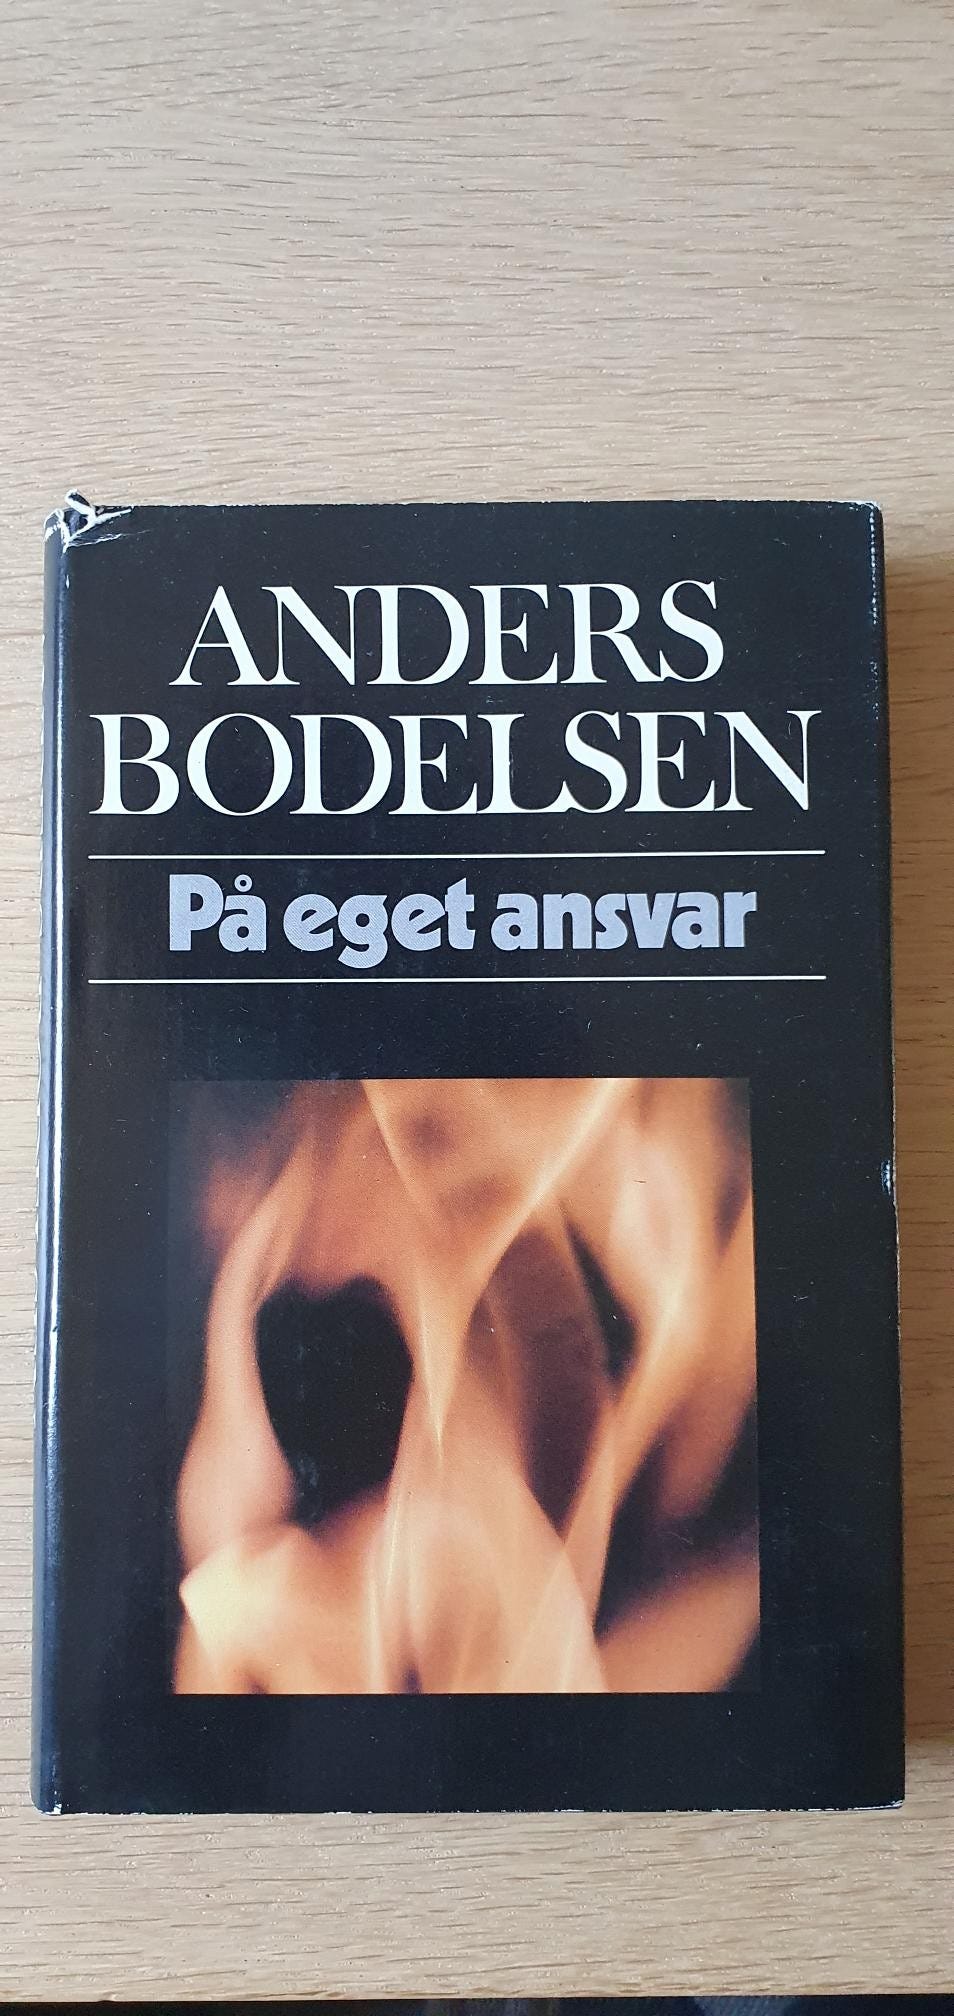 ANDERS
BODELSEN
På eget ansvar